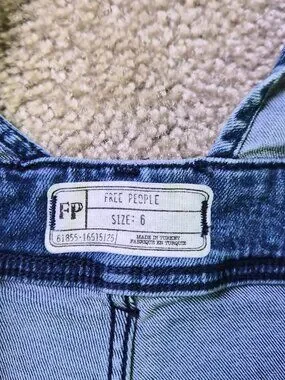 FREE PEOPLE
FP
SIZE: 6
61855-16515/25/
MADE IN TURKEY
FABRIQUE EN TURQUIE